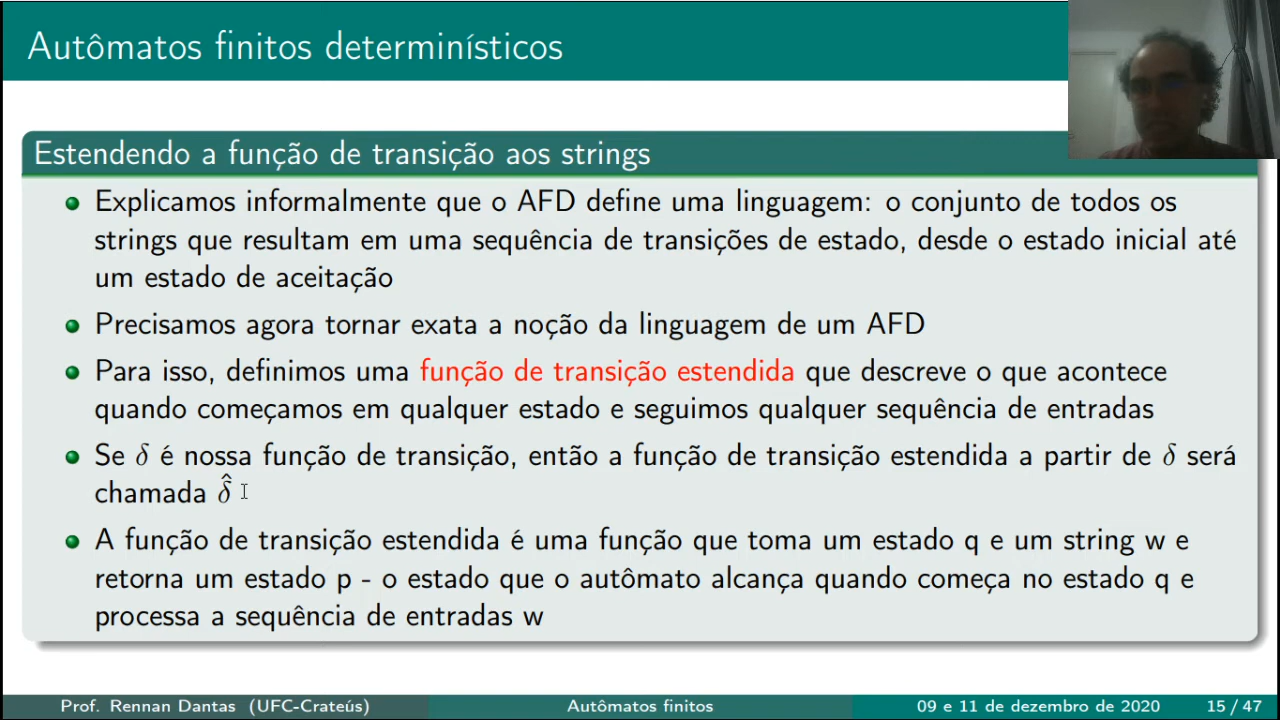 Autômatos finitos determinísticos
Estendendo a função de transição aos strings
Explicamos informalmente que o AFD define uma linguagem: o conjunto de todos os
strings que resultam em uma sequência de transições de estado, desde o estado inicial até
um estado de aceitação
Precisamos agora tornar exata a noção da linguagem de um AFD
Para isso, definimos uma função de transição estendida que descreve o que acontece
quando começamos em qualquer estado e seguimos qualquer sequência de entradas
Se δ é nossa função de transição, então a função de transição estendida a partir de δ será
chamada δ̂
A função de transição estendida é uma função que toma um estado q e um string w e
retorna um estado p - o estado que o autômato alcança quando começa no estado q e
processa a sequência de entradas w
Prof. Rennan Dantas (UFC-Crateús) Autômatos finitos 09 e 11 de dezembro de 2020 15 / 47